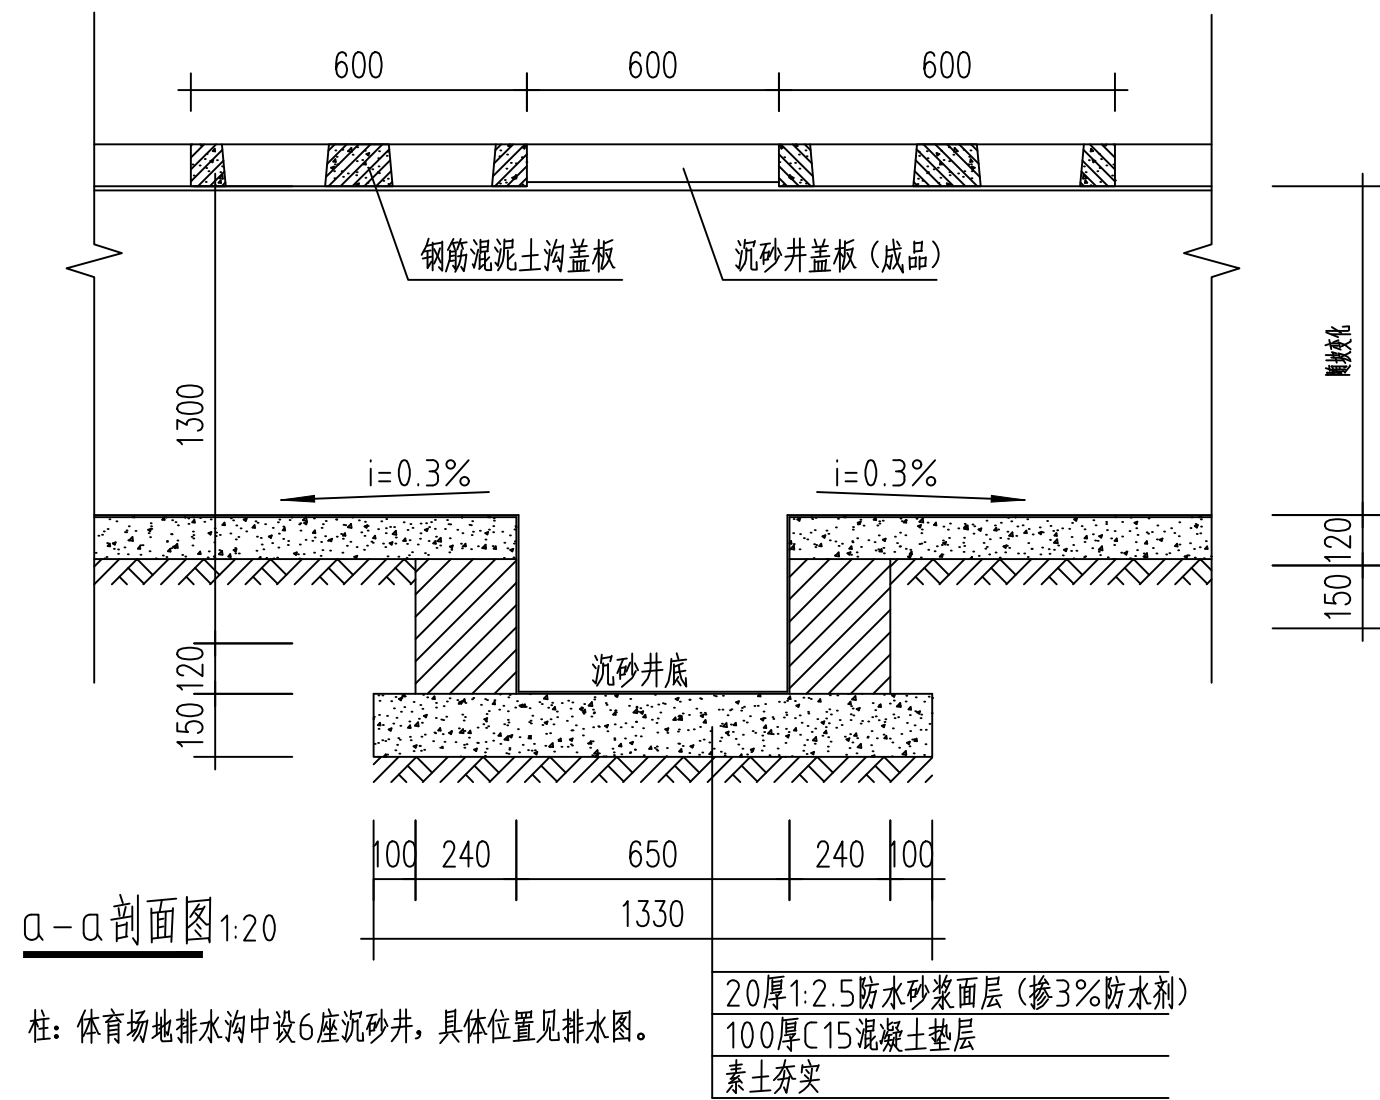 600 600 600
钢筋混泥土沟盖板 沉砂井盖板（成品）
随坡变化
1300
i=0.3% i=0.3%
120
150
沉砂井底
120
150
100 240 650 240 100
1330
a-a剖面图 1:20
20厚1:2.5防水砂浆面层（掺3%防水剂）
柱：体育场地排水沟中设6座沉砂井，具体位置见排水图。
100厚C15混凝土垫层
素土夯实